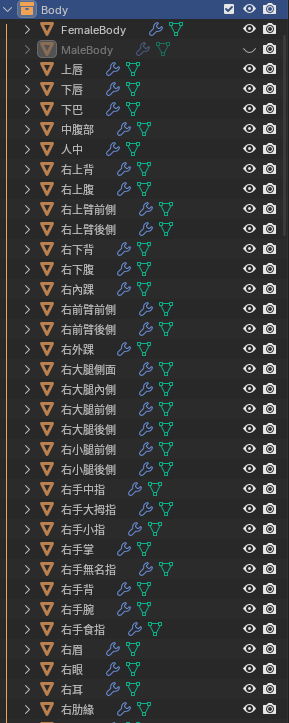 Body
FemaleBody
MaleBody
上唇
下唇
下巴
中腹部
人中
右上背
右上腹
右上臂前側
右上臂後側
右下背
右下腹
右內踝
右前臂前側
右前臂後側
右外踝
右大腿側面
右大腿內側
右大腿前側
右大腿後側
右小腿前側
右小腿後側
右手中指
右手大拇指
右手小指
右手掌
右手無名指
右手背
右手腕
右手食指
右眉
右眼
右耳
右肋緣